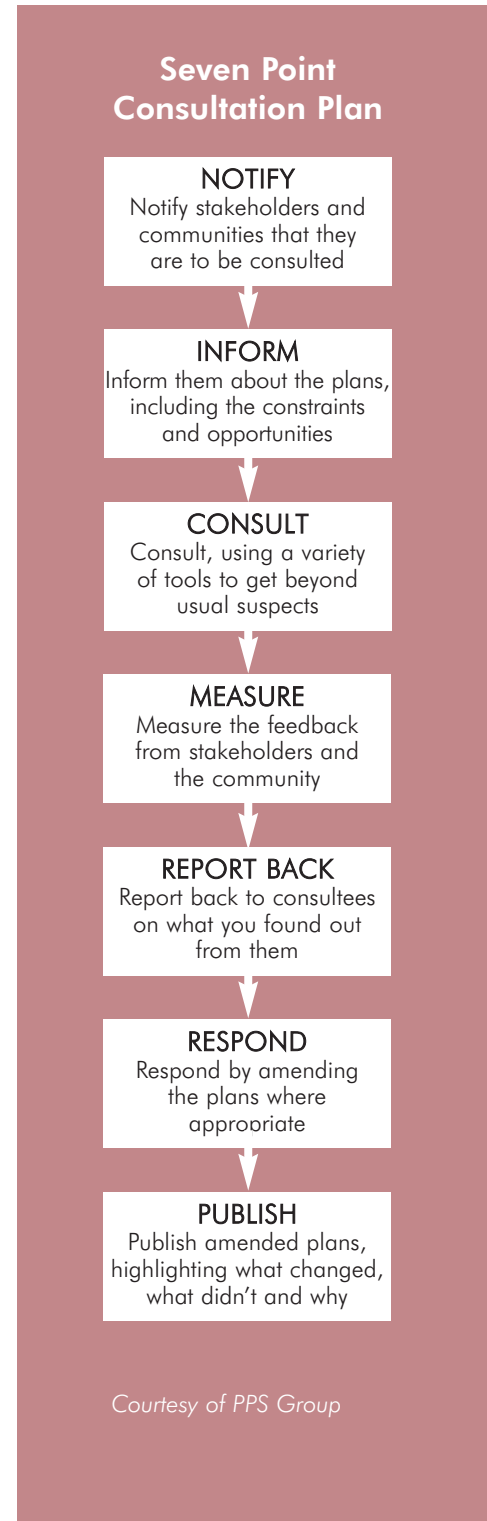 Seven Point
Consultation Plan
NOTIFY
Notify stakeholders and
communities that they
are to be consulted
INFORM
Inform them about the plans,
including the constraints
and opportunities
CONSULT
Consult, using a variety
of tools to get beyond
usual suspects
MEASURE
Measure the feedback
from stakeholders and
the community
REPORT BACK
Report back to consultees
on what you found out
from them
RESPOND
Respond by amending
the plans where
appropriate
PUBLISH
Publish amended plans,
highlighting what changed,
what didn’t and why
Courtesy of PPS Group